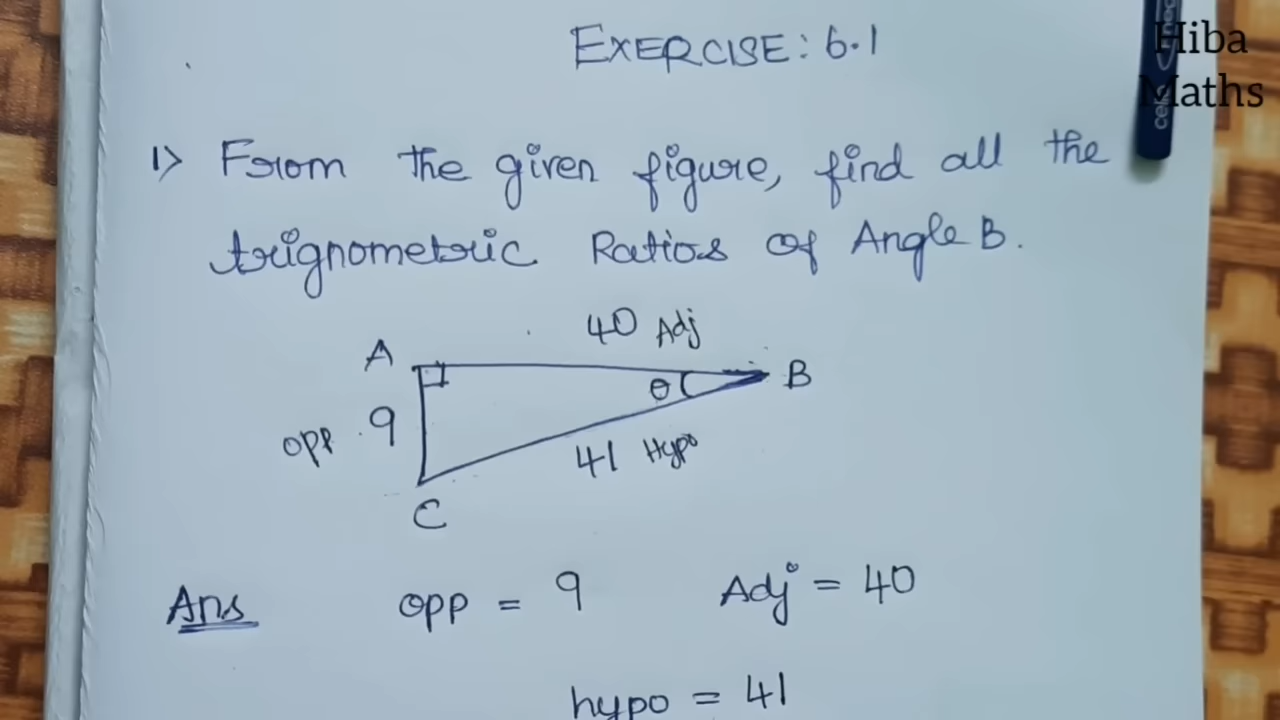 Hiba
Maths
cello
EXERCISE: 6.1
1) From the given figure, find all the
trignometric Ratios of Angle B.
40 Adj
A
B
θ
opp 9
41 Hypo
C
Ans opp = 9 Adj = 40
hypo = 41